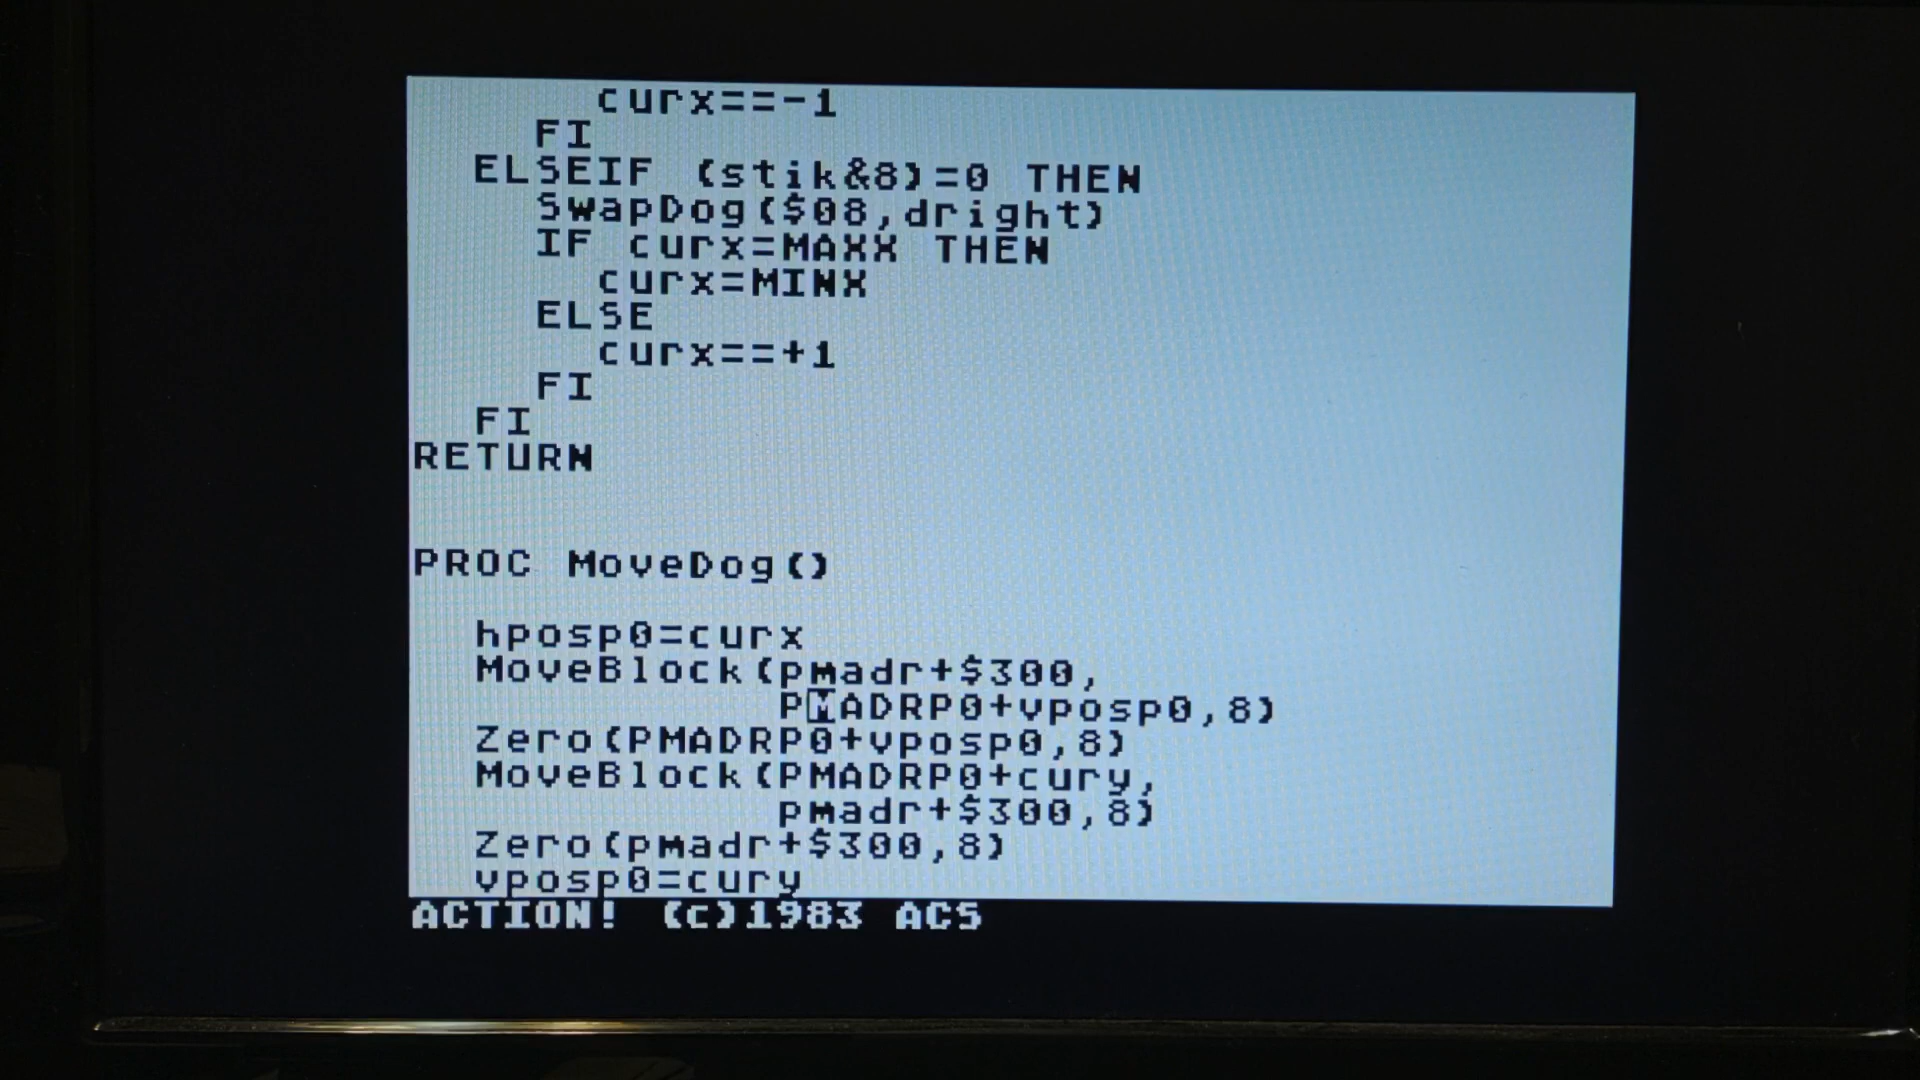 curx==-1
FI
ELSEIF (stik&8)=0 THEN
SwapDog($08,dright)
IF curx=MAXX THEN
curx=MINX
ELSE
curx==+1
FI
FI
RETURN
PROC MoveDog()
hposp0=curx
MoveBlock(pmadr+$300,
PMADRP0+vposp0,8)
Zero(PMADRP0+vposp0,8)
MoveBlock(PMADRP0+cury,
pmadr+$300,8)
Zero(pmadr+$300,8)
vposp0=cury
ACTION! (c)1983 ACS